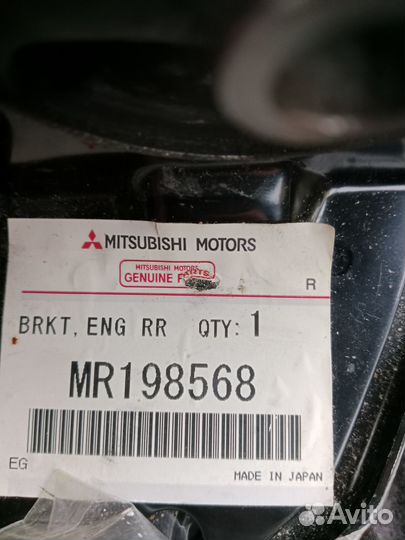 MITSUBISHI MOTORS
MITSUBISHI MOTORS
GENUINE PARTS
R
BRKT, ENG RR QTY: 1
MR198568
EG
MADE IN JAPAN
Avito